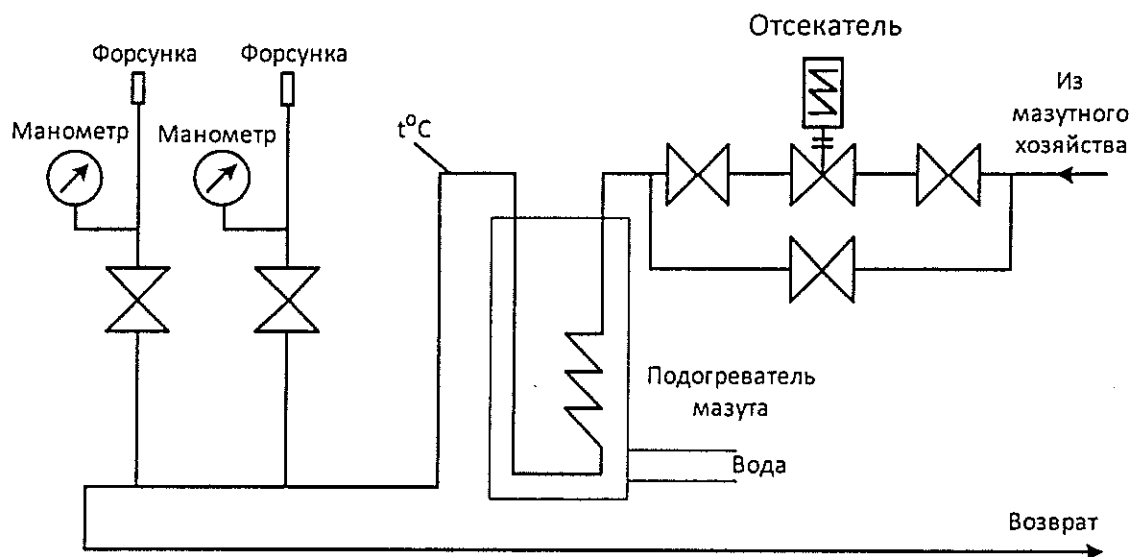 Отсекатель
Форсунка
Форсунка
Из
мазутного
хозяйства
Манометр
Манометр
t°C
Подогреватель
мазута
Вода
Возврат